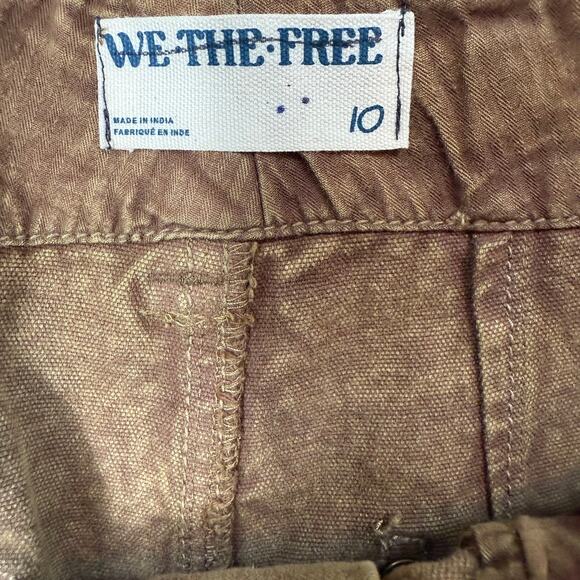 WE·THE·FREE
MADE IN INDIA
FABRIQUÉ EN INDE
10